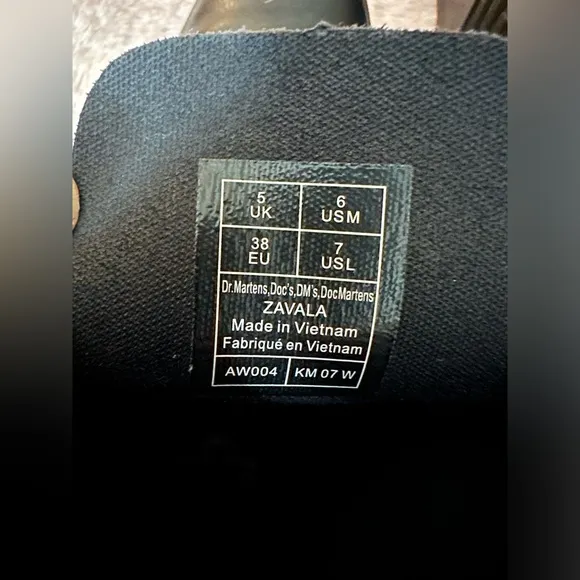 5 6
UK USM
38 7
EU USL
Dr.Martens,Doc's,DM's,DocMartens
ZAVALA
Made in Vietnam
Fabriqué en Vietnam
AW004 KM 07 W